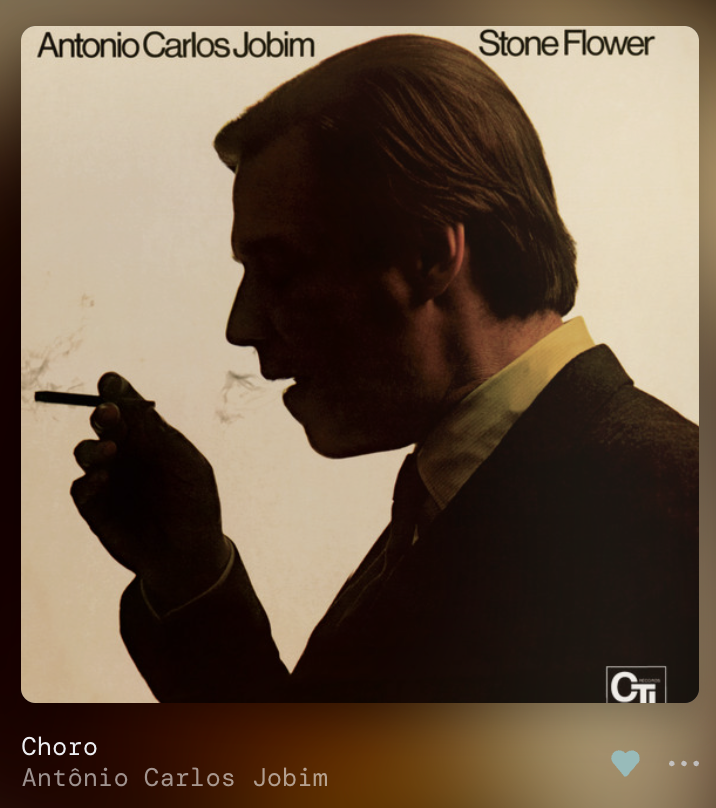 Antonio Carlos Jobim
Stone Flower
CTi
Choro
Antônio Carlos Jobim